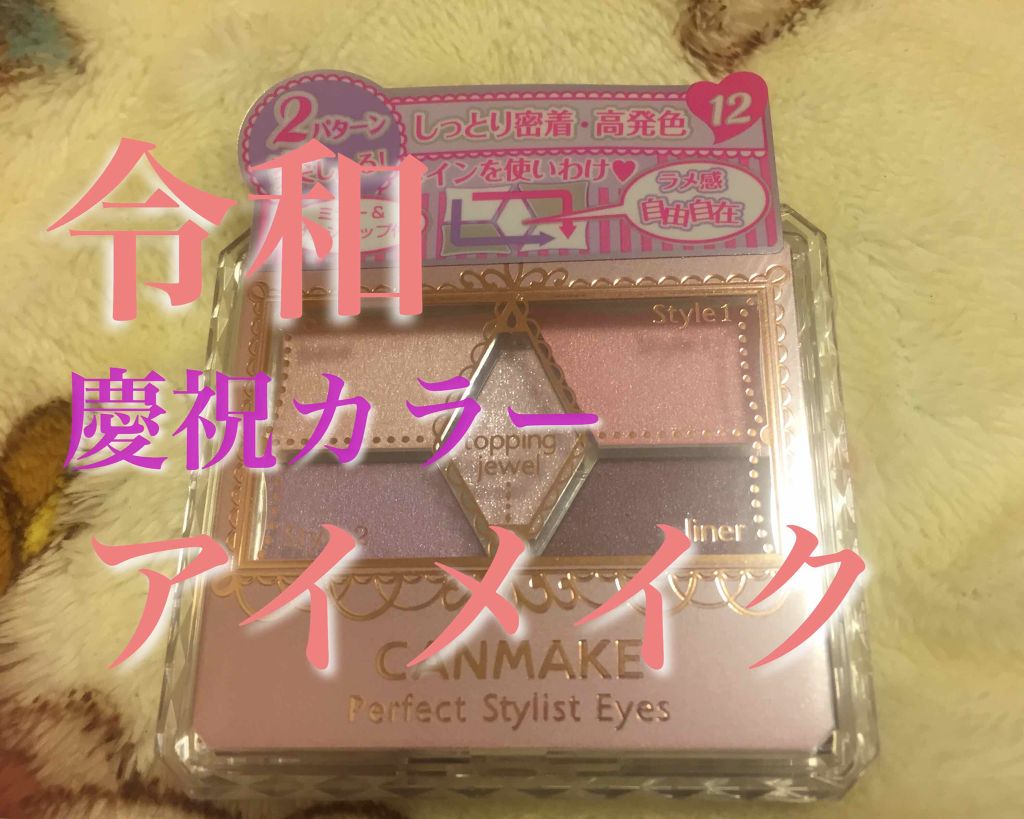 2パターン
しっとり密着・高発色
12
インを使いわけ♥
ラメ感
自由自在
令和
Style1
慶祝カラー
topping
jewel
liner
アイメイク
CANMAKE
Perfect Stylist Eyes